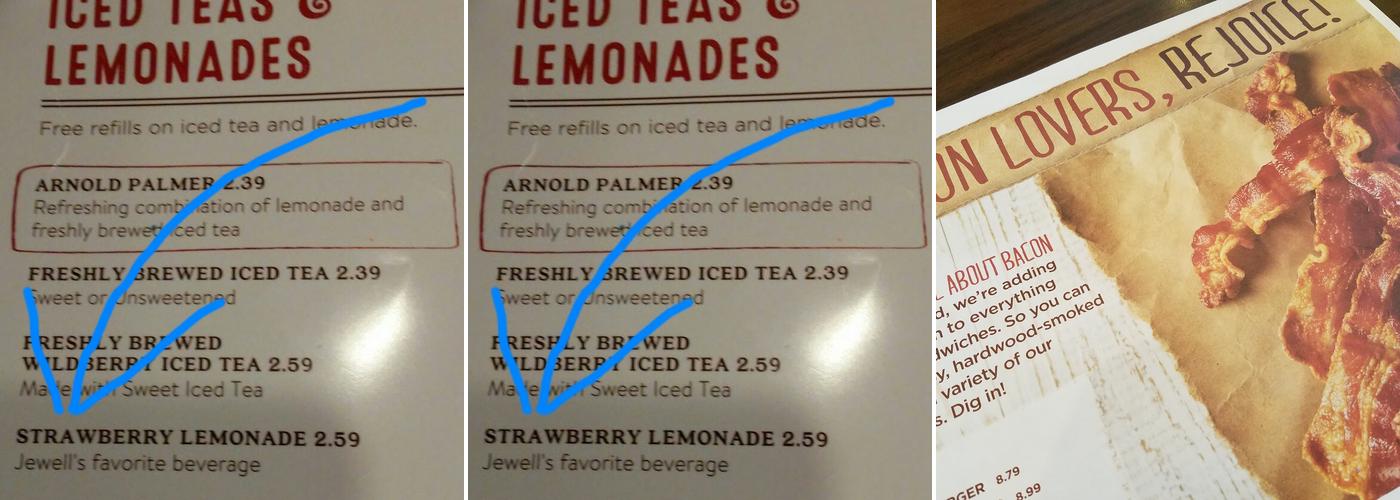 ICED TEAS &
LEMONADES
Free refills on iced tea and lemonade.
ARNOLD PALMER 2.39
Refreshing combination of lemonade and
freshly brewed iced tea
FRESHLY BREWED ICED TEA 2.39
Sweet or Unsweetened
FRESHLY BREWED
WILDBERRY ICED TEA 2.59
Made with Sweet Iced Tea
STRAWBERRY LEMONADE 2.59
Jewell's favorite beverage
ICED TEAS &
LEMONADES
Free refills on iced tea and lemonade.
ARNOLD PALMER 2.39
Refreshing combination of lemonade and
freshly brewed iced tea
FRESHLY BREWED ICED TEA 2.39
Sweet or Unsweetened
FRESHLY BREWED
WILDBERRY ICED TEA 2.59
Made with Sweet Iced Tea
STRAWBERRY LEMONADE 2.59
Jewell's favorite beverage
ON LOVERS, REJOICE!
ABOUT BACON
d, we're adding
to everything
dwiches. So you can
y, hardwood-smoked
variety of our
s. Dig in!
RGER 8.79
8.99